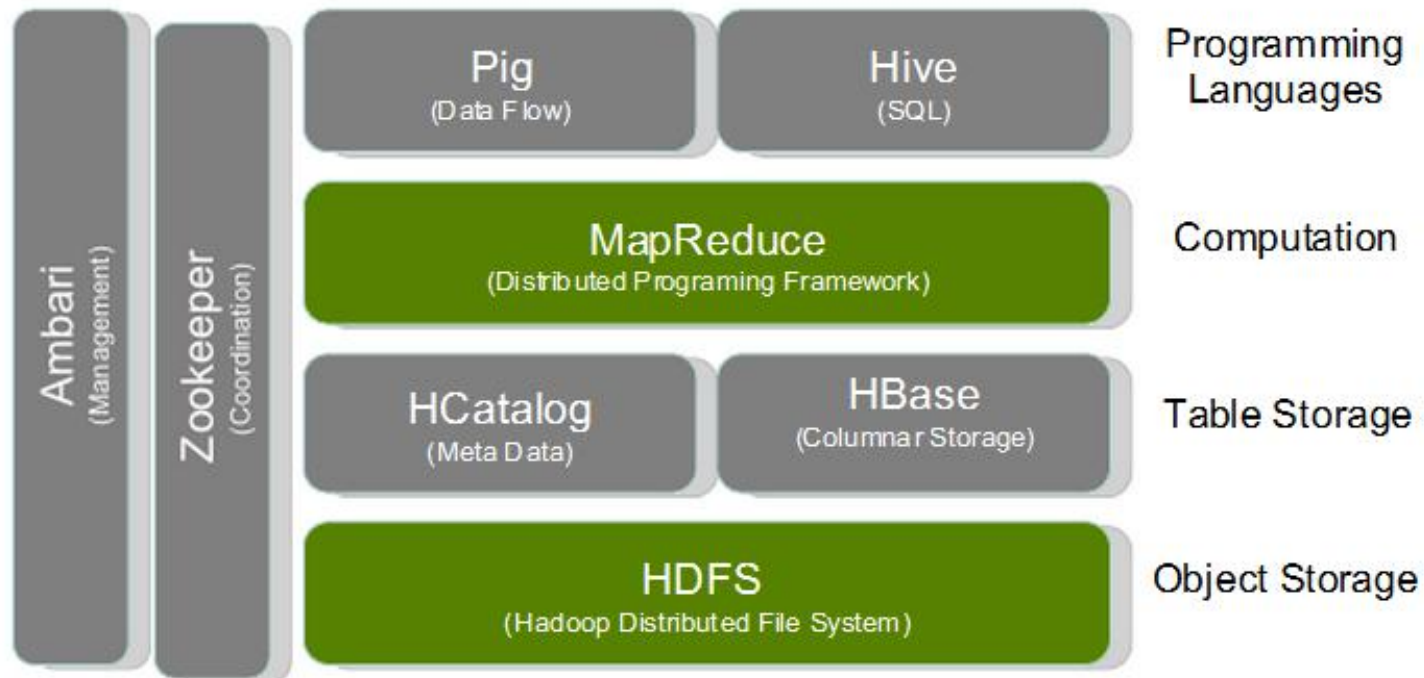 Ambari
(Management)
Zookeeper
(Coordination)
Pig
(Data Flow)
Hive
(SQL)
Programming
Languages
MapReduce
(Distributed Programing Framework)
Computation
HCatalog
(Meta Data)
HBase
(Columnar Storage)
Table Storage
HDFS
(Hadoop Distributed File System)
Object Storage